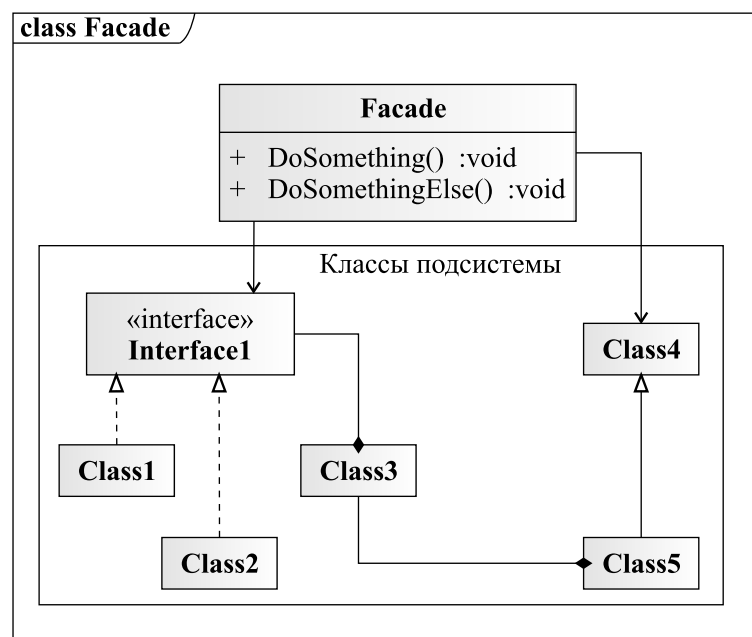 class Facade
Facade
+ DoSomething() :void
+ DoSomethingElse() :void
Классы подсистемы
«interface»
Interface1
Class4
Class1
Class3
Class2
Class5